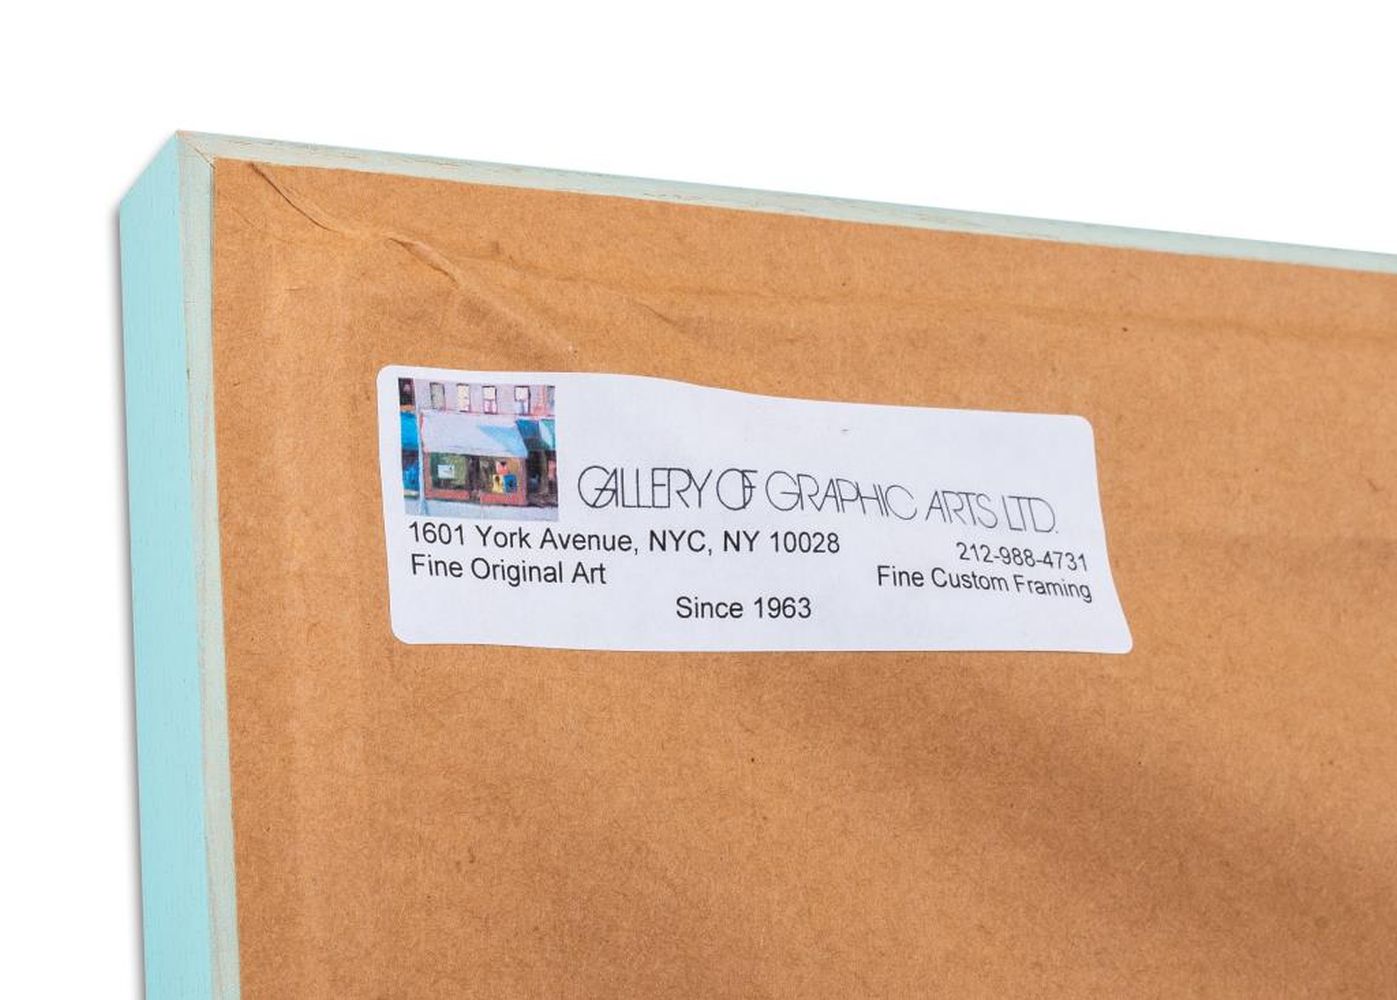 GALLERY OF GRAPHIC ARTS LTD.
1601 York Avenue, NYC, NY 10028
212-988-4731
Fine Original Art
Fine Custom Framing
Since 1963